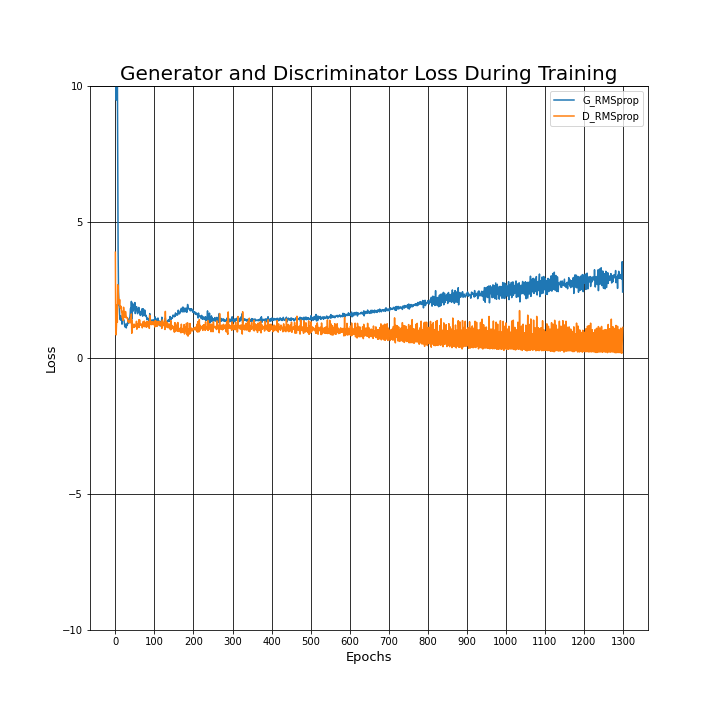 Generator and Discriminator Loss During Training
G_RMSprop
D_RMSprop
10
5
0
−5
−10
Loss
0 100 200 300 400 500 600 700 800 900 1000 1100 1200 1300
Epochs